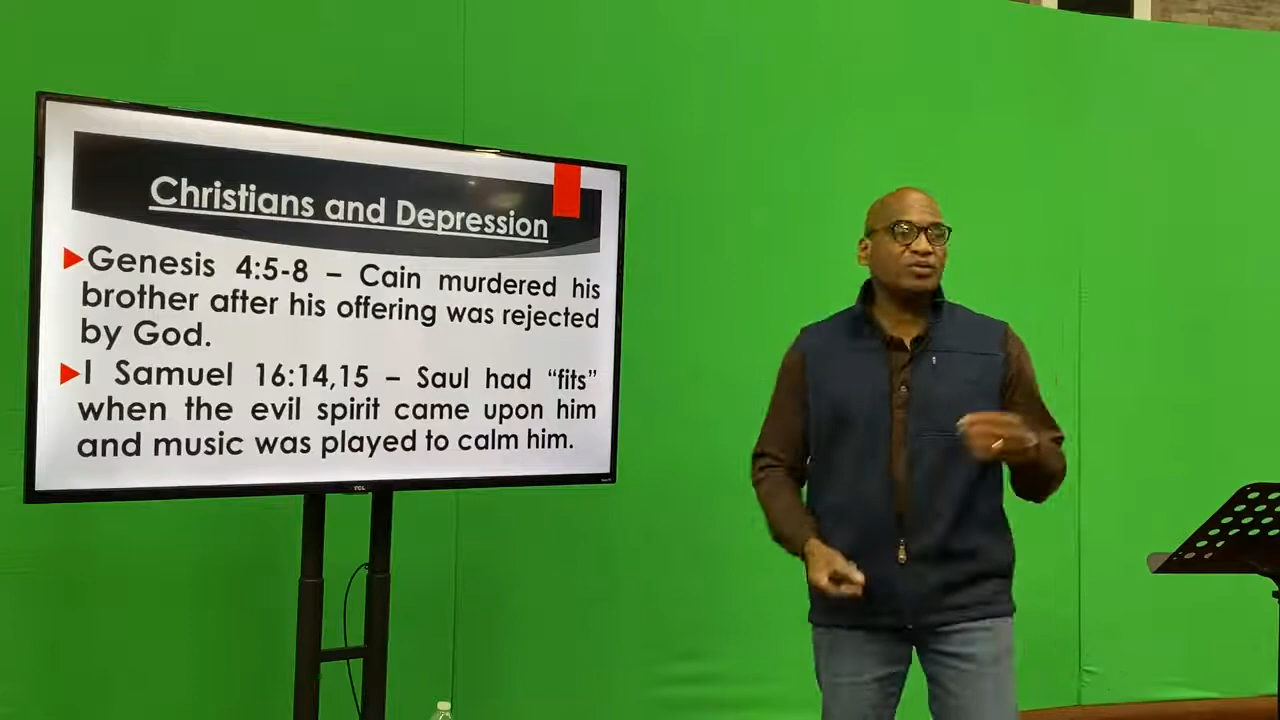 Christians and Depression
Genesis 4:5-8 – Cain murdered his
brother after his offering was rejected
by God.
I Samuel 16:14,15 – Saul had “fits”
when the evil spirit came upon him
and music was played to calm him.
TCL